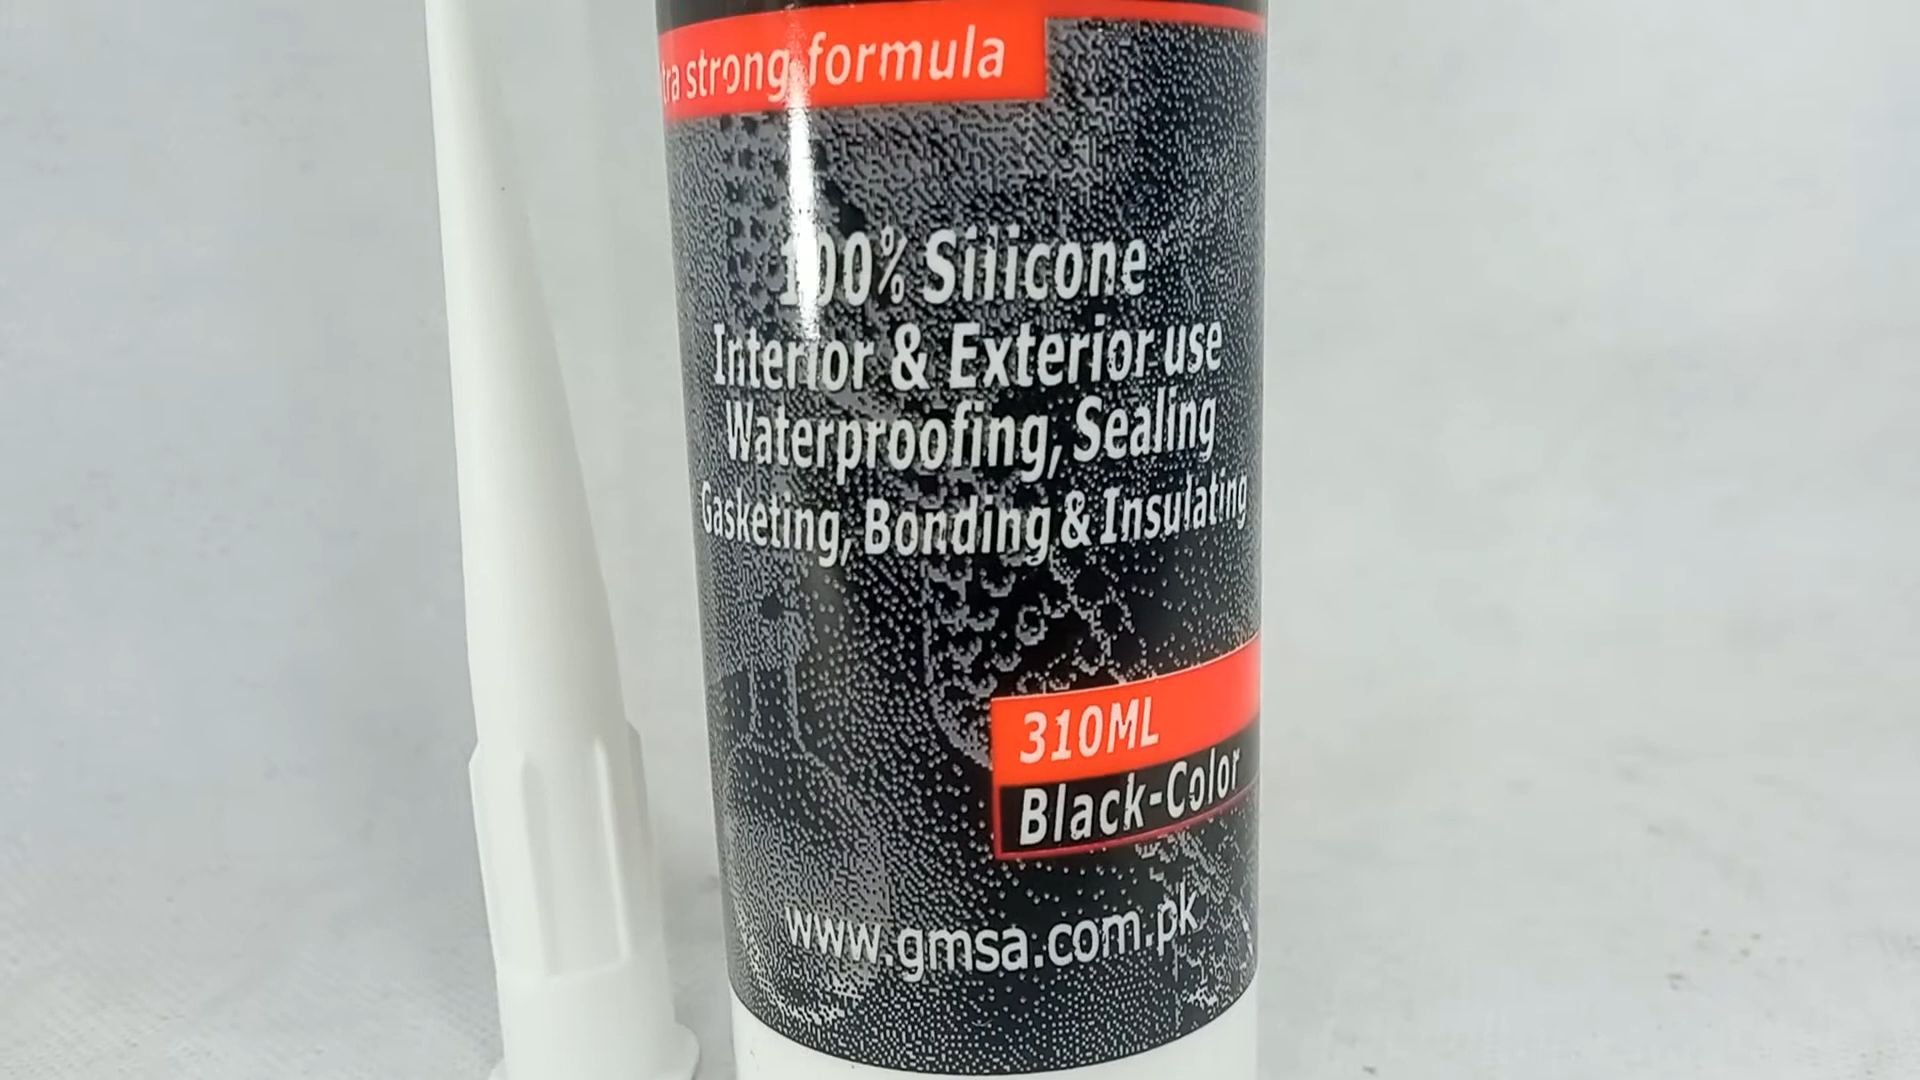 strong formula
100% Silicone
Interior & Exterior use
Waterproofing, Sealing
Gasketing, Bonding & Insulating
310ML
Black-Color
www.gmsa.com.pk